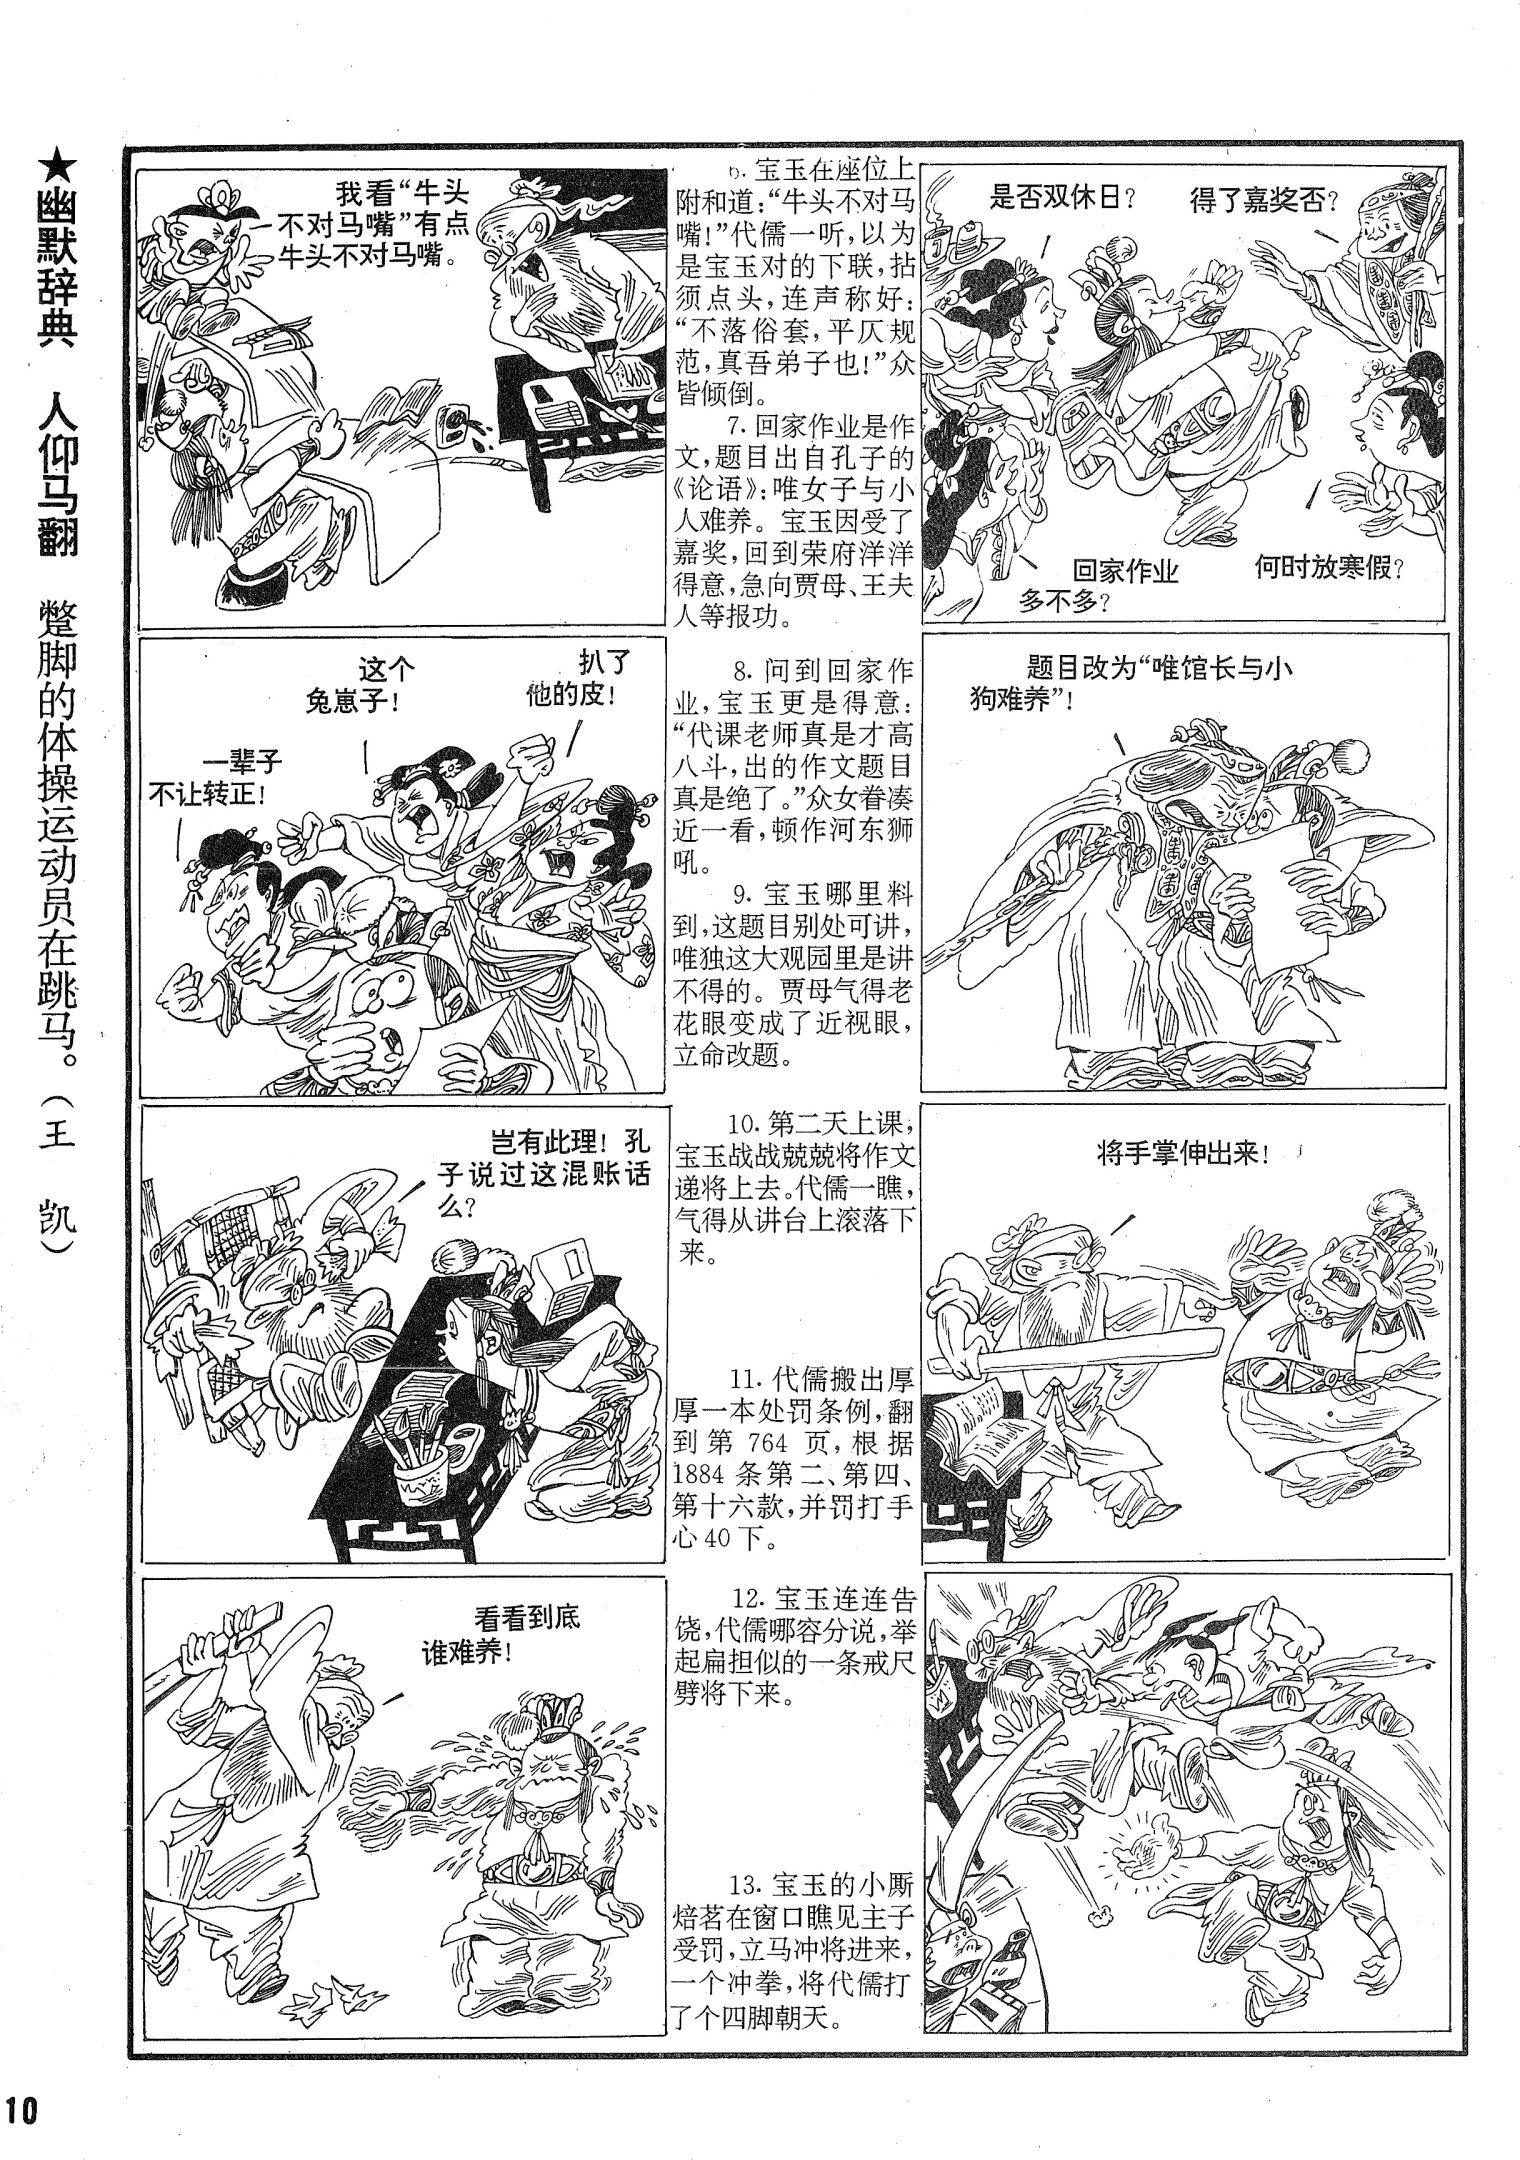 ★幽默辞典 人仰马翻 蹩脚的体操运动员在跳马。（王 凯）
我看“牛头
不对马嘴”有点
牛头不对马嘴。
6. 宝玉在座位上
附和道：“牛头不对马
嘴！”代儒一听，以为
是宝玉对的下联，拈
须点头，连声称好：
“不落俗套，平仄规
范，真吾弟子也！”众
皆倾倒。
7. 回家作业是作
文，题目出自孔子的
《论语》：唯女子与小
人难养。宝玉因受了
嘉奖，回到荣府洋洋
得意，急向贾母、王夫
人等报功。
是否双休日？
得了嘉奖否？
回家作业
多不多？
何时放寒假？
这个
兔崽子！
扒了
他的皮！
一辈子
不让转正！
8. 问到回家作
业，宝玉更是得意：
“代课老师真是才高
八斗，出的作文题目
真是绝了。”众女眷凑
近一看，顿作河东狮
吼。
9. 宝玉哪里料
到，这题目别处可讲，
唯独这大观园里是讲
不得的。贾母气得老
花眼变成了近视眼，
立命改题。
题目改为“唯馆长与小
狗难养”！
岂有此理！孔
子说过这混账话
么？
10. 第二天上课，
宝玉战战兢兢将作文
递将上去。代儒一瞧，
气得从讲台上滚落下
来。
11. 代儒搬出厚
厚一本处罚条例，翻
到第 764 页，根据
1884 条第二、第四、
第十六款，并罚打手
心 40 下。
将手掌伸出来！
看看到底
谁难养！
12. 宝玉连连告
饶，代儒哪容分说，举
起扁担似的一条戒尺
劈将下来。
13. 宝玉的小厮
焙茗在窗口瞧见主子
受罚，立马冲将进来，
一个冲拳，将代儒打
了个四脚朝天。
10